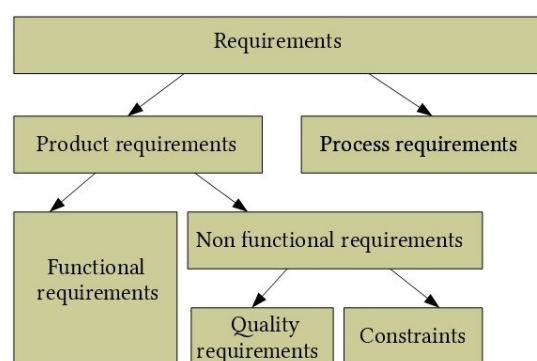 Requirements
Product requirements
Process requirements
Functional
requirements
Non functional requirements
Quality
requirements
Constraints